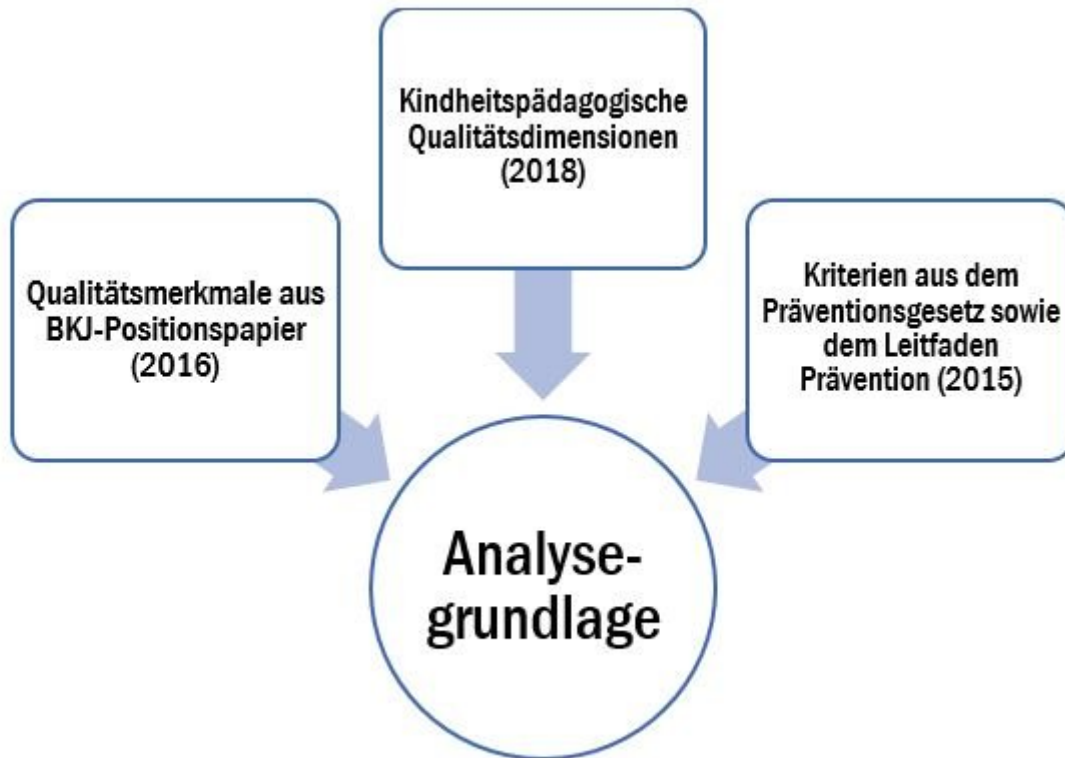 Kindheitspädagogische
Qualitätsdimensionen
(2018)
Qualitätsmerkmale aus
BKJ-Positionspapier
(2016)
Kriterien aus dem
Präventionsgesetz sowie
dem Leitfaden
Prävention (2015)
Analyse-
grundlage